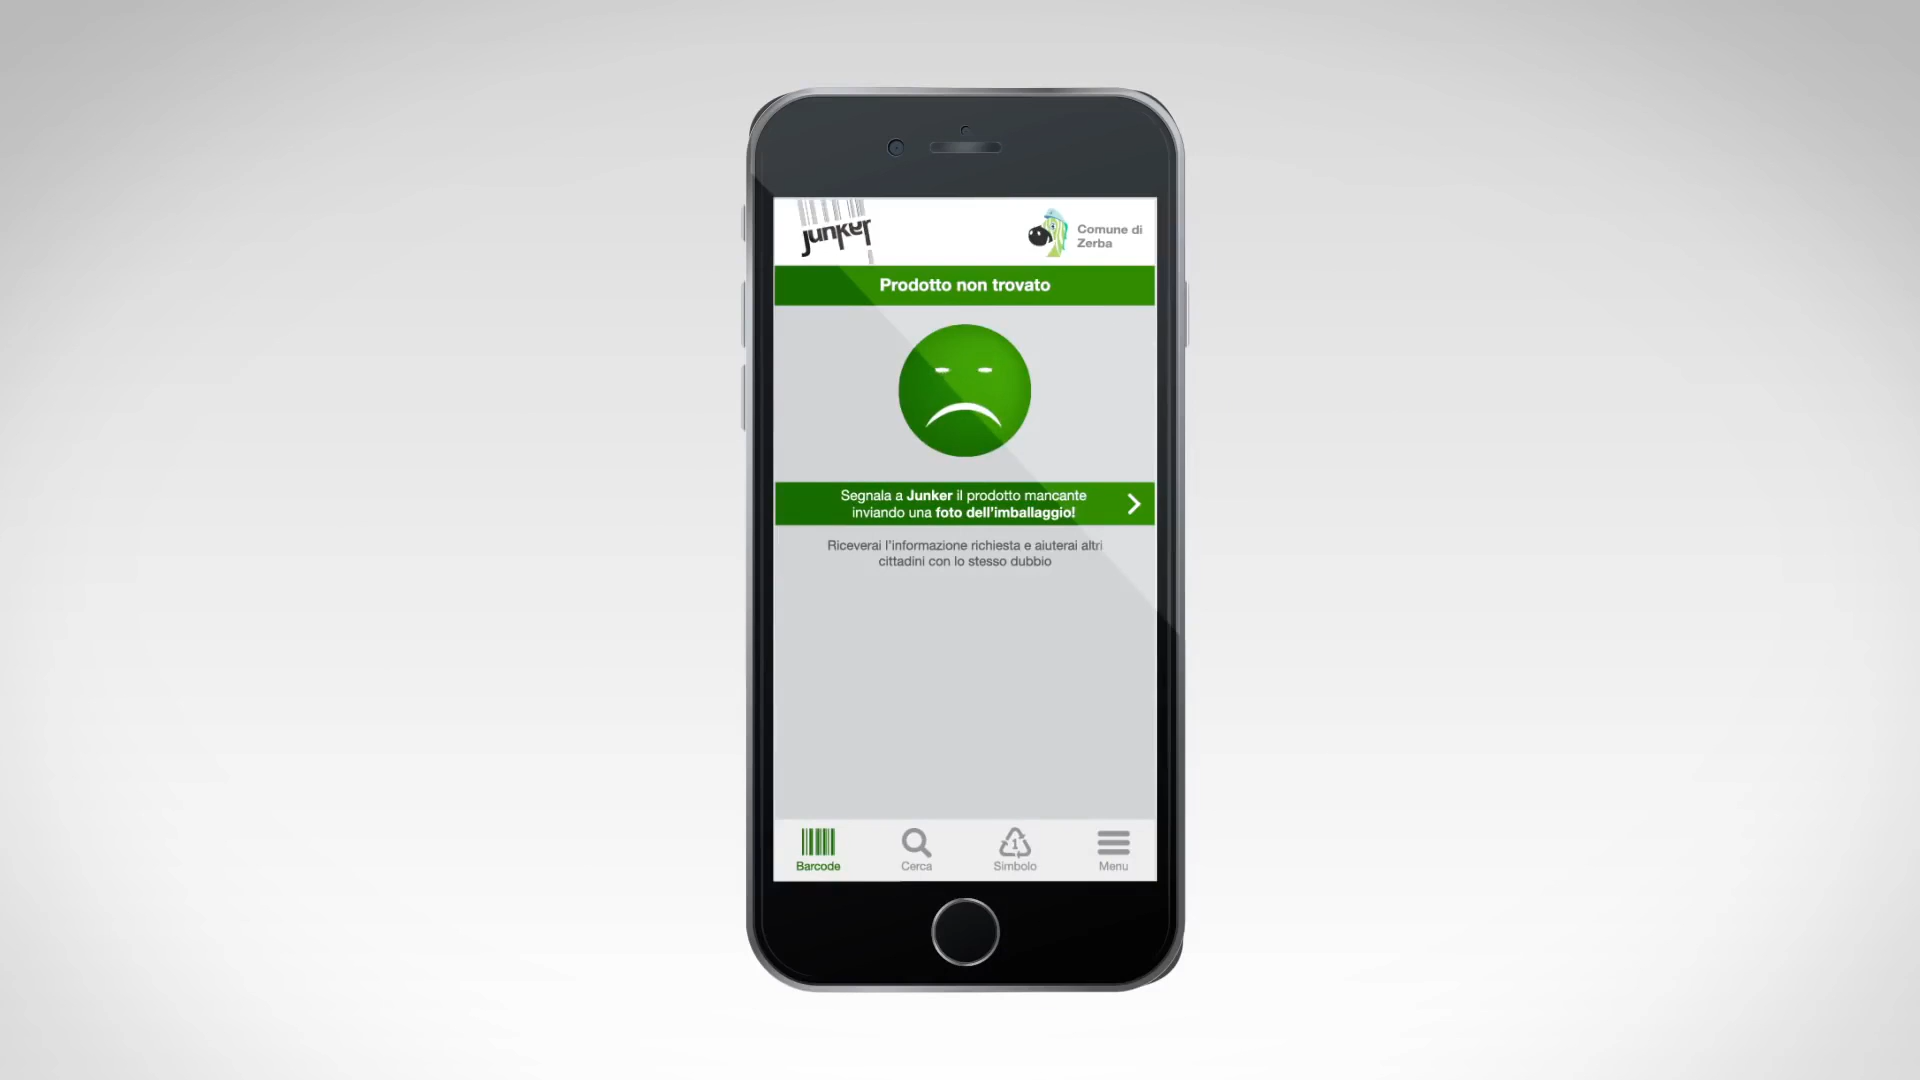 junker
Comune di
Zerba
Prodotto non trovato
Segnala a Junker il prodotto mancante
inviando una foto dell'imballaggio!
Riceverai l'informazione richiesta e aiuterai altri
cittadini con lo stesso dubbio
1
Barcode
Cerca
Simbolo
Menu